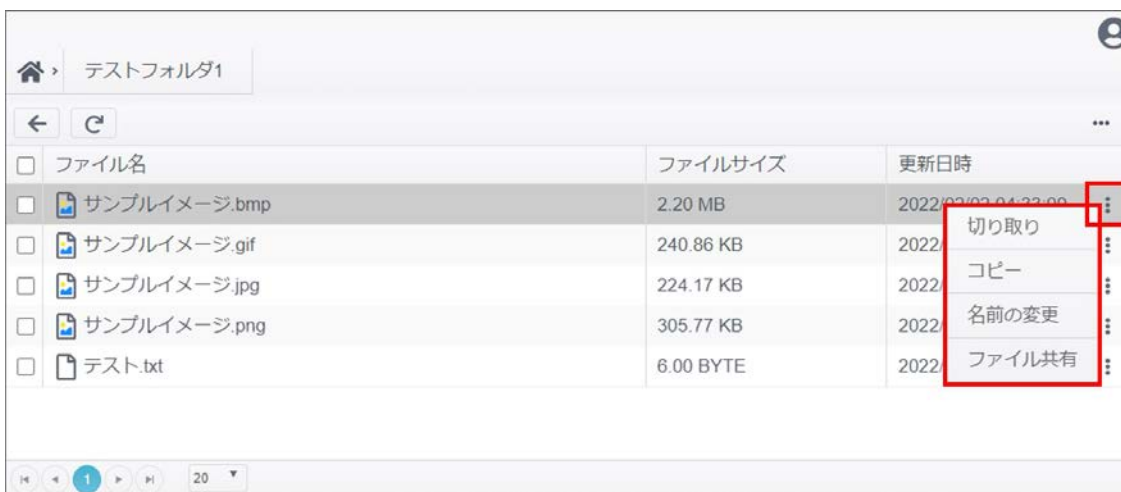 テストフォルダ1
ファイル名 ファイルサイズ 更新日時
サンプルイメージ.bmp 2.20 MB 2022/
サンプルイメージ.gif 240.86 KB 2022/
サンプルイメージ.jpg 224.17 KB 2022/
サンプルイメージ.png 305.77 KB 2022/
テスト.txt 6.00 BYTE 2022/
切り取り
コピー
名前の変更
ファイル共有
1 20